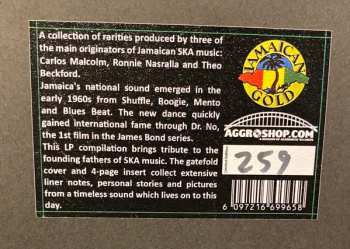 A collection of rarities produced by three of
the main originators of Jamaican SKA music:
Carlos Malcolm, Ronnie Nasralla and Theo
Beckford.
Jamaica's national sound emerged in the
early 1960s from Shuffle, Boogie, Mento
and Blues Beat. The new dance quickly
gained international fame through Dr. No,
the 1st film in the James Bond series.
This LP compilation brings tribute to the
founding fathers of SKA music. The gatefold
cover and 4-page insert collect extensive
liner notes, personal stories and pictures
from a timeless sound which lives on to this
day.
JAMAICAN
GOLD
AGGROSHOP.COM
259
6 097216 699658